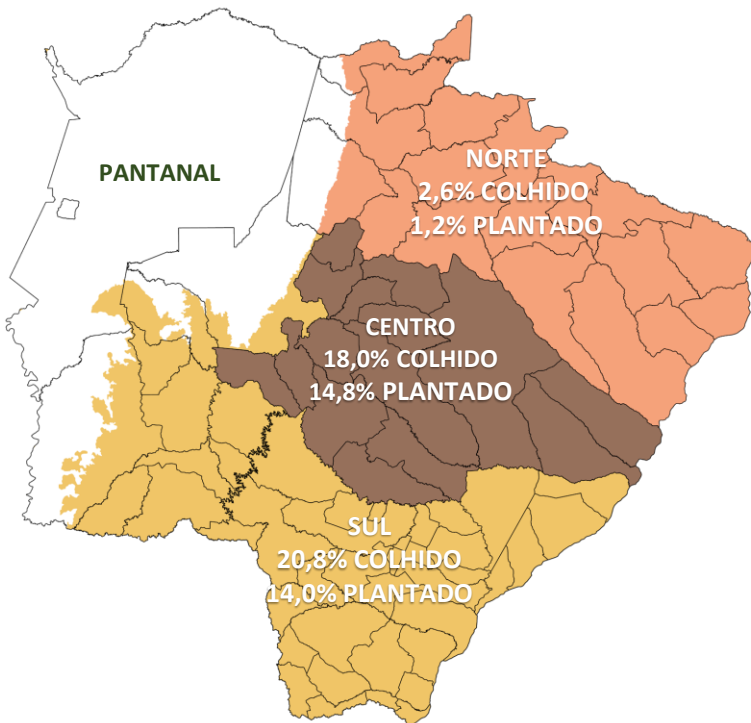 NORTE
2,6% COLHIDO
1,2% PLANTADO
PANTANAL
CENTRO
18,0% COLHIDO
14,8% PLANTADO
SUL
20,8% COLHIDO
14,0% PLANTADO